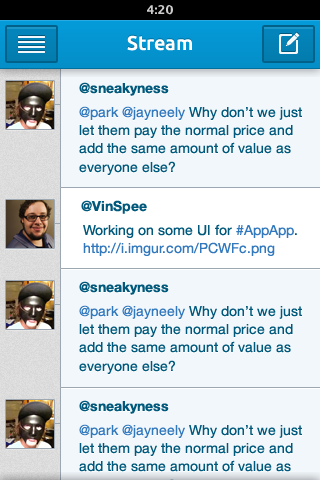 4:20
Stream
@sneakyness
@park @jayneely Why don't we just
let them pay the normal price and
add the same amount of value as
everyone else?
@VinSpee
Working on some UI for #AppApp.
http://i.imgur.com/PCWFc.png
@sneakyness
@park @jayneely Why don't we just
let them pay the normal price and
add the same amount of value as
everyone else?
@sneakyness
@park @jayneely Why don't we just
let them pay the normal price and
add the same amount of value as